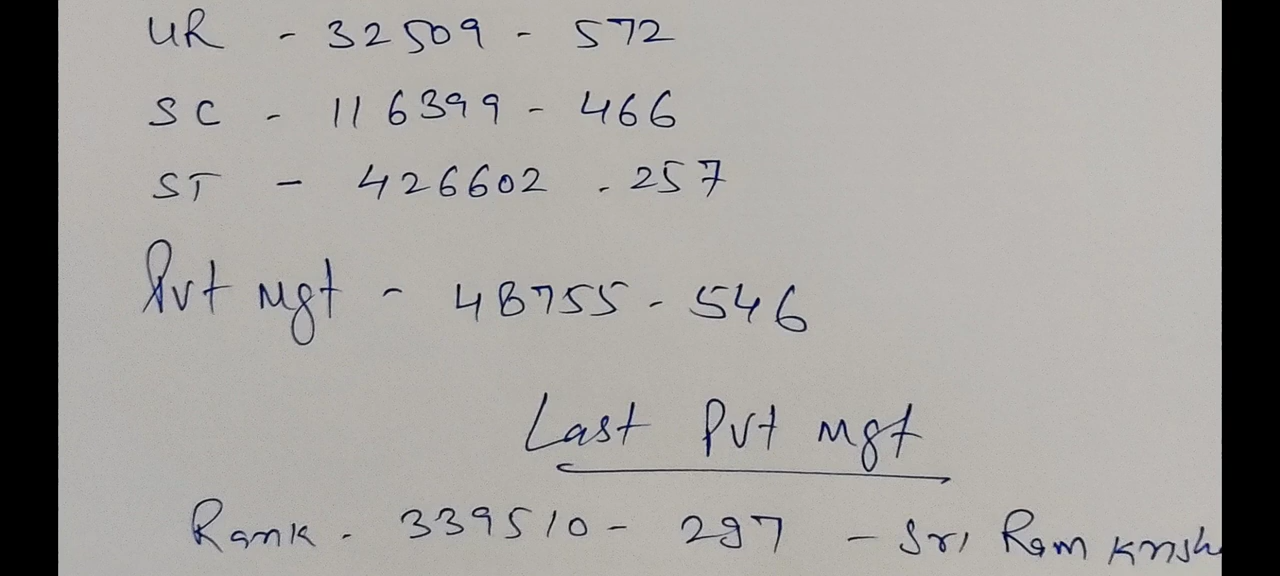 UR - 32509 - 572
SC - 116399 - 466
ST - 426602 - 257
Pvt Mgt - 48755 - 546
Last Pvt Mgt
Rank - 339510 - 297 - Sri Ram Krish